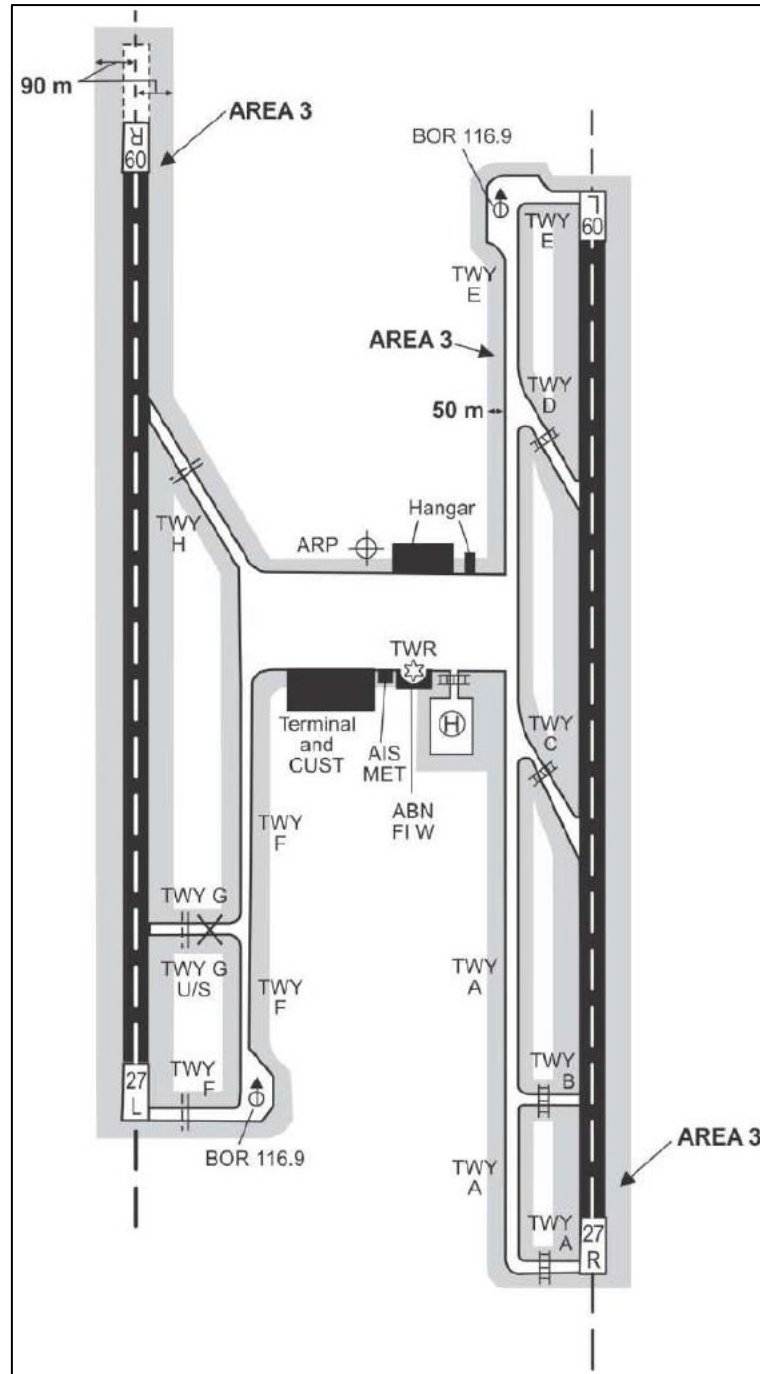 90 m
AREA 3
09
R
BOR 116.9
09
L
TWY
E
TWY
E
AREA 3
50 m
TWY
D
TWY
H
ARP
Hangar
TWR
H
Terminal
and
CUST
AIS
MET
ABN
FI W
TWY
C
TWY
F
TWY G
TWY G
U/S
TWY
F
TWY
A
TWY
F
TWY
B
27
L
BOR 116.9
TWY
A
AREA 3
TWY
A
27
R